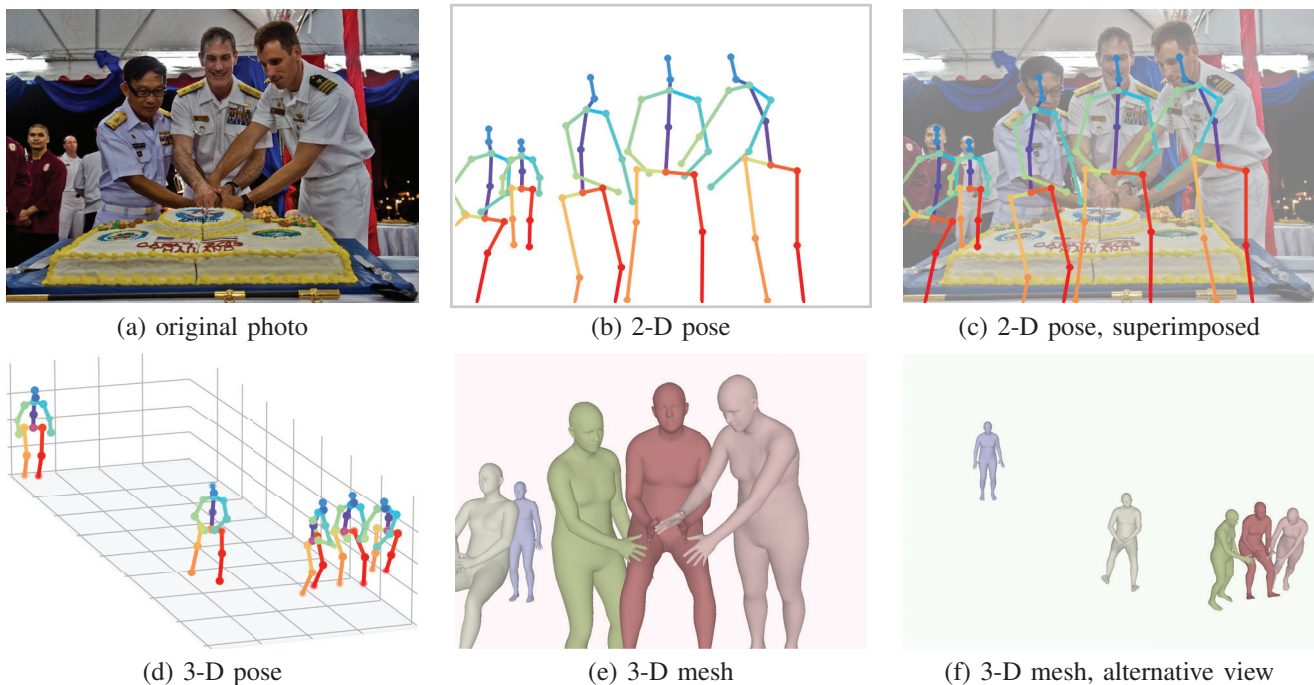 (a) original photo
(b) 2-D pose
(c) 2-D pose, superimposed
(d) 3-D pose
(e) 3-D mesh
(f) 3-D mesh, alternative view